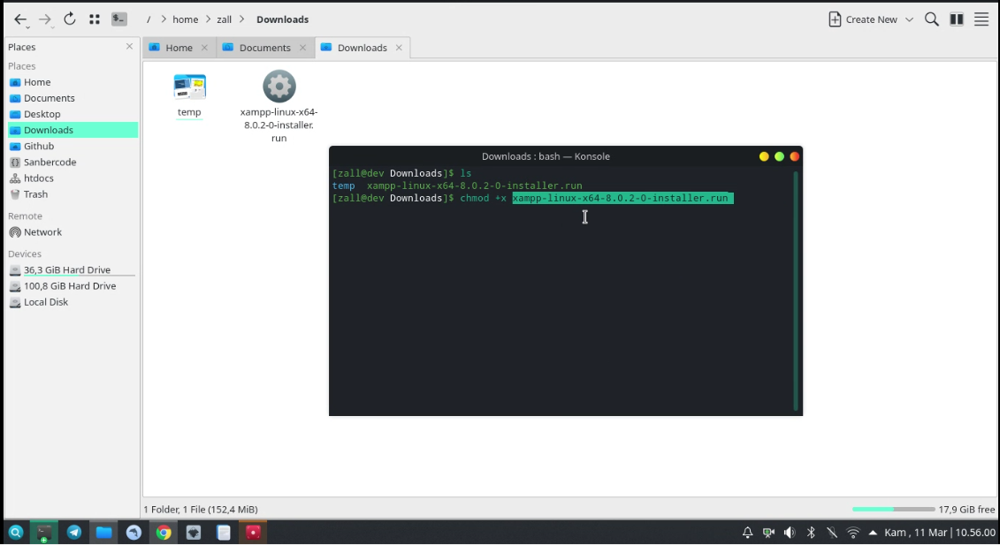 / > home > zall > Downloads
Create New
Places
Home
Documents
Downloads
Places
Home
Documents
Desktop
Downloads
Github
Sanbercode
htdocs
Trash
Remote
Network
Devices
36,3 GiB Hard Drive
100,8 GiB Hard Drive
Local Disk
temp
xampp-linux-x64-
8.0.2-0-installer.
run
Downloads : bash — Konsole
[zall@dev Downloads]$ ls
temp  xampp-linux-x64-8.0.2-0-installer.run
[zall@dev Downloads]$ chmod +x xampp-linux-x64-8.0.2-0-installer.run
1 Folder, 1 File (152,4 MiB)
17,9 GiB free
Kam , 11 Mar | 10.56.00